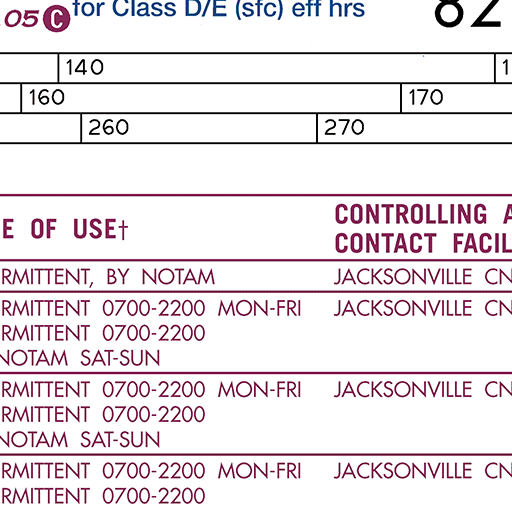 .05 C for Class D/E (sfc) eff hrs 82
140
160 170
260 270
E OF USE† CONTROLLING
CONTACT FACIL
RMITTENT, BY NOTAM JACKSONVILLE CN
RMITTENT 0700-2200 MON-FRI JACKSONVILLE CN
RMITTENT 0700-2200
NOTAM SAT-SUN
RMITTENT 0700-2200 MON-FRI JACKSONVILLE CN
RMITTENT 0700-2200
NOTAM SAT-SUN
RMITTENT 0700-2200 MON-FRI JACKSONVILLE CN
RMITTENT 0700-2200